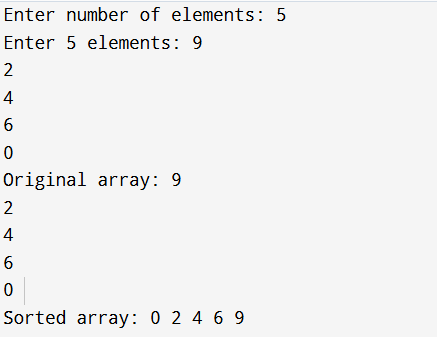 Enter number of elements: 5
Enter 5 elements: 9
2
4
6
0
Original array: 9
2
4
6
0
Sorted array: 0 2 4 6 9